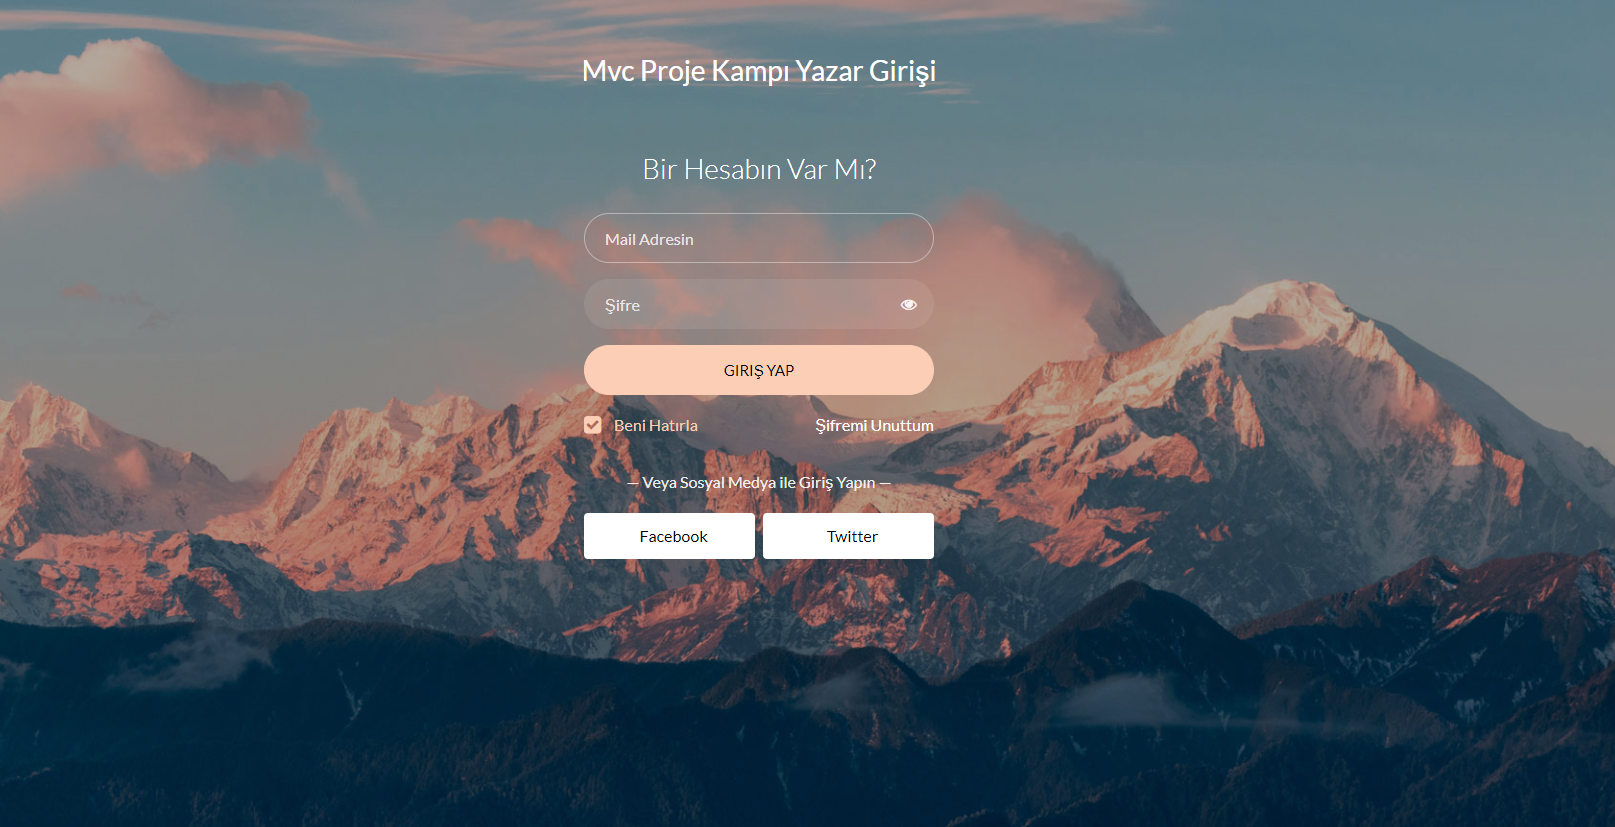 Mvc Proje Kampı Yazar Girişi
Bir Hesabın Var Mı?
Mail Adresin
Şifre
GIRIŞ YAP
Beni Hatırla Şifremi Unuttum
— Veya Sosyal Medya ile Giriş Yapın —
Facebook Twitter